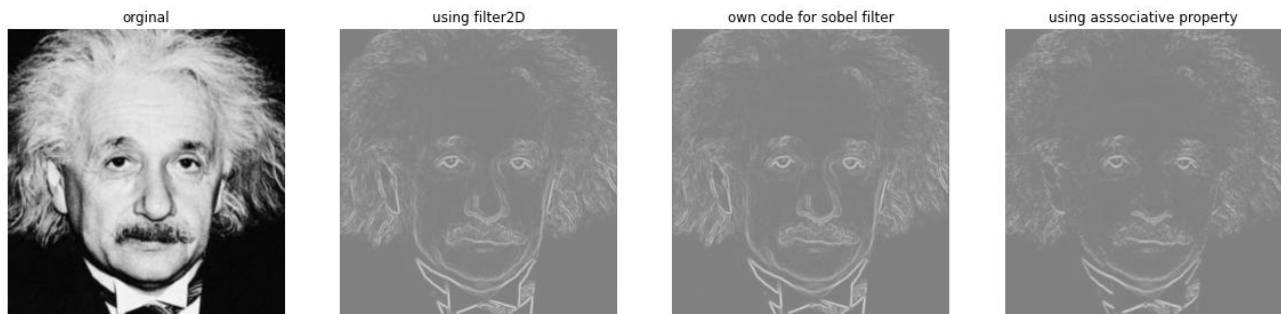 orginal
using filter2D
own code for sobel filter
using asssociative property